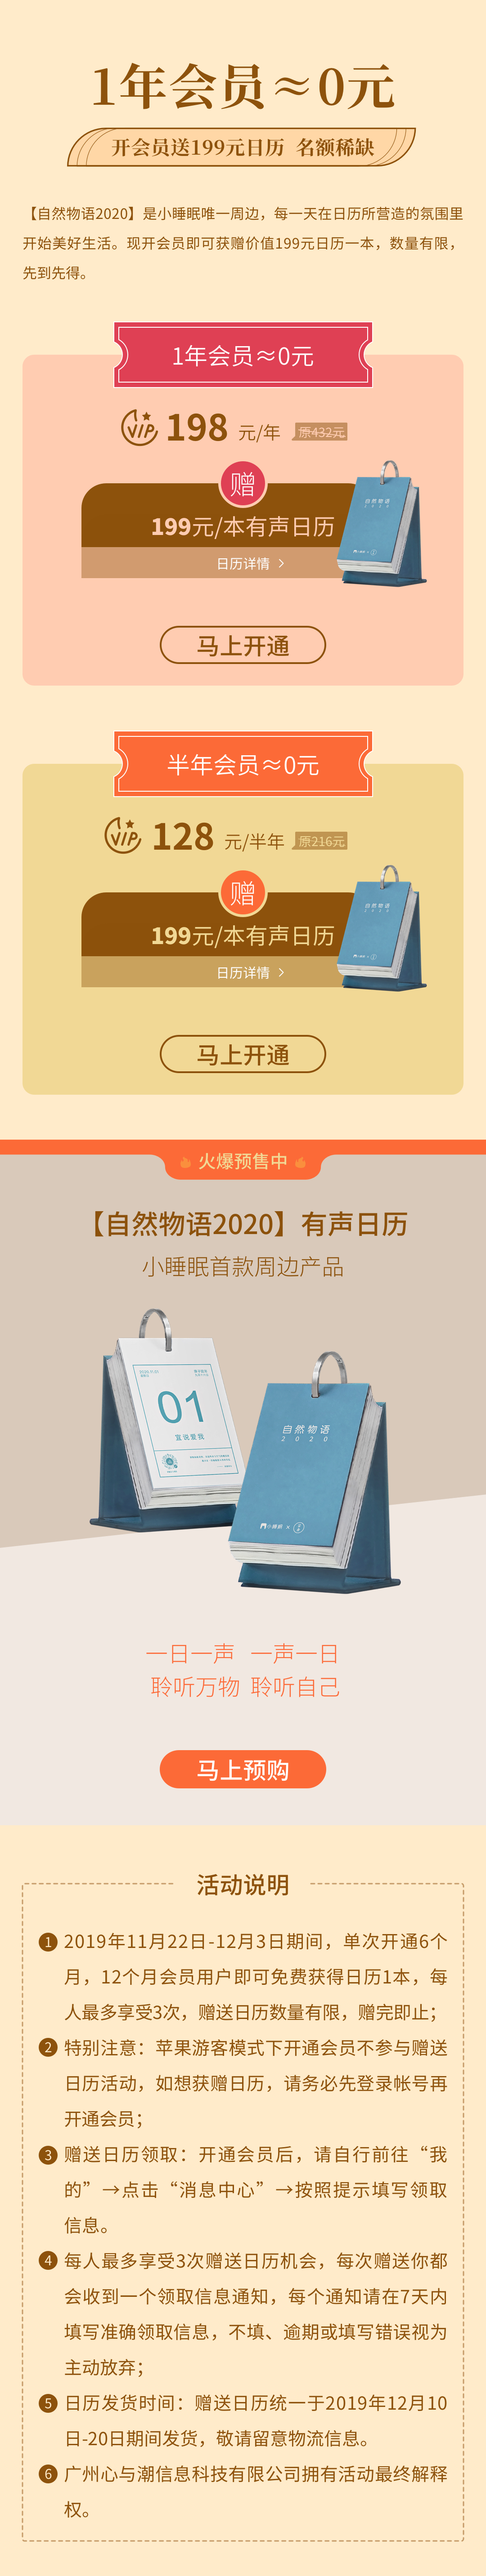 1年会员≈0元
开会员送199元日历 名额稀缺
【自然物语2020】是小睡眠唯一周边，每一天在日历所营造的氛围里
开始美好生活。现开会员即可获赠价值199元日历一本，数量有限，
先到先得。
1年会员≈0元
VIP 198 元/年 原432元
赠
199元/本有声日历
自然物语
2020
日历详情 >
马上开通
半年会员≈0元
VIP 128 元/半年 原216元
赠
199元/本有声日历
自然物语
2020
日历详情 >
马上开通
火爆预售中
【自然物语2020】有声日历
小睡眠首款周边产品
01
宜诚爱我
自然物语
2020
小睡眠 x
一日一声 一声一日
聆听万物 聆听自己
马上预购
活动说明
1 2019年11月22日-12月3日期间，单次开通6个
月，12个月会员用户即可免费获得日历1本，每
人最多享受3次，赠送日历数量有限，赠完即止；
2 特别注意：苹果游客模式下开通会员不参与赠送
日历活动，如想获赠日历，请务必先登录帐号再
开通会员；
3 赠送日历领取：开通会员后，请自行前往“我
的”→点击“消息中心”→按照提示填写领取
信息。
4 每人最多享受3次赠送日历机会，每次赠送你都
会收到一个领取信息通知，每个通知请在7天内
填写准确领取信息，不填、逾期或填写错误视为
主动放弃；
5 日历发货时间：赠送日历统一于2019年12月10
日-20日期间发货，敬请留意物流信息。
6 广州心与潮信息科技有限公司拥有活动最终解释
权。